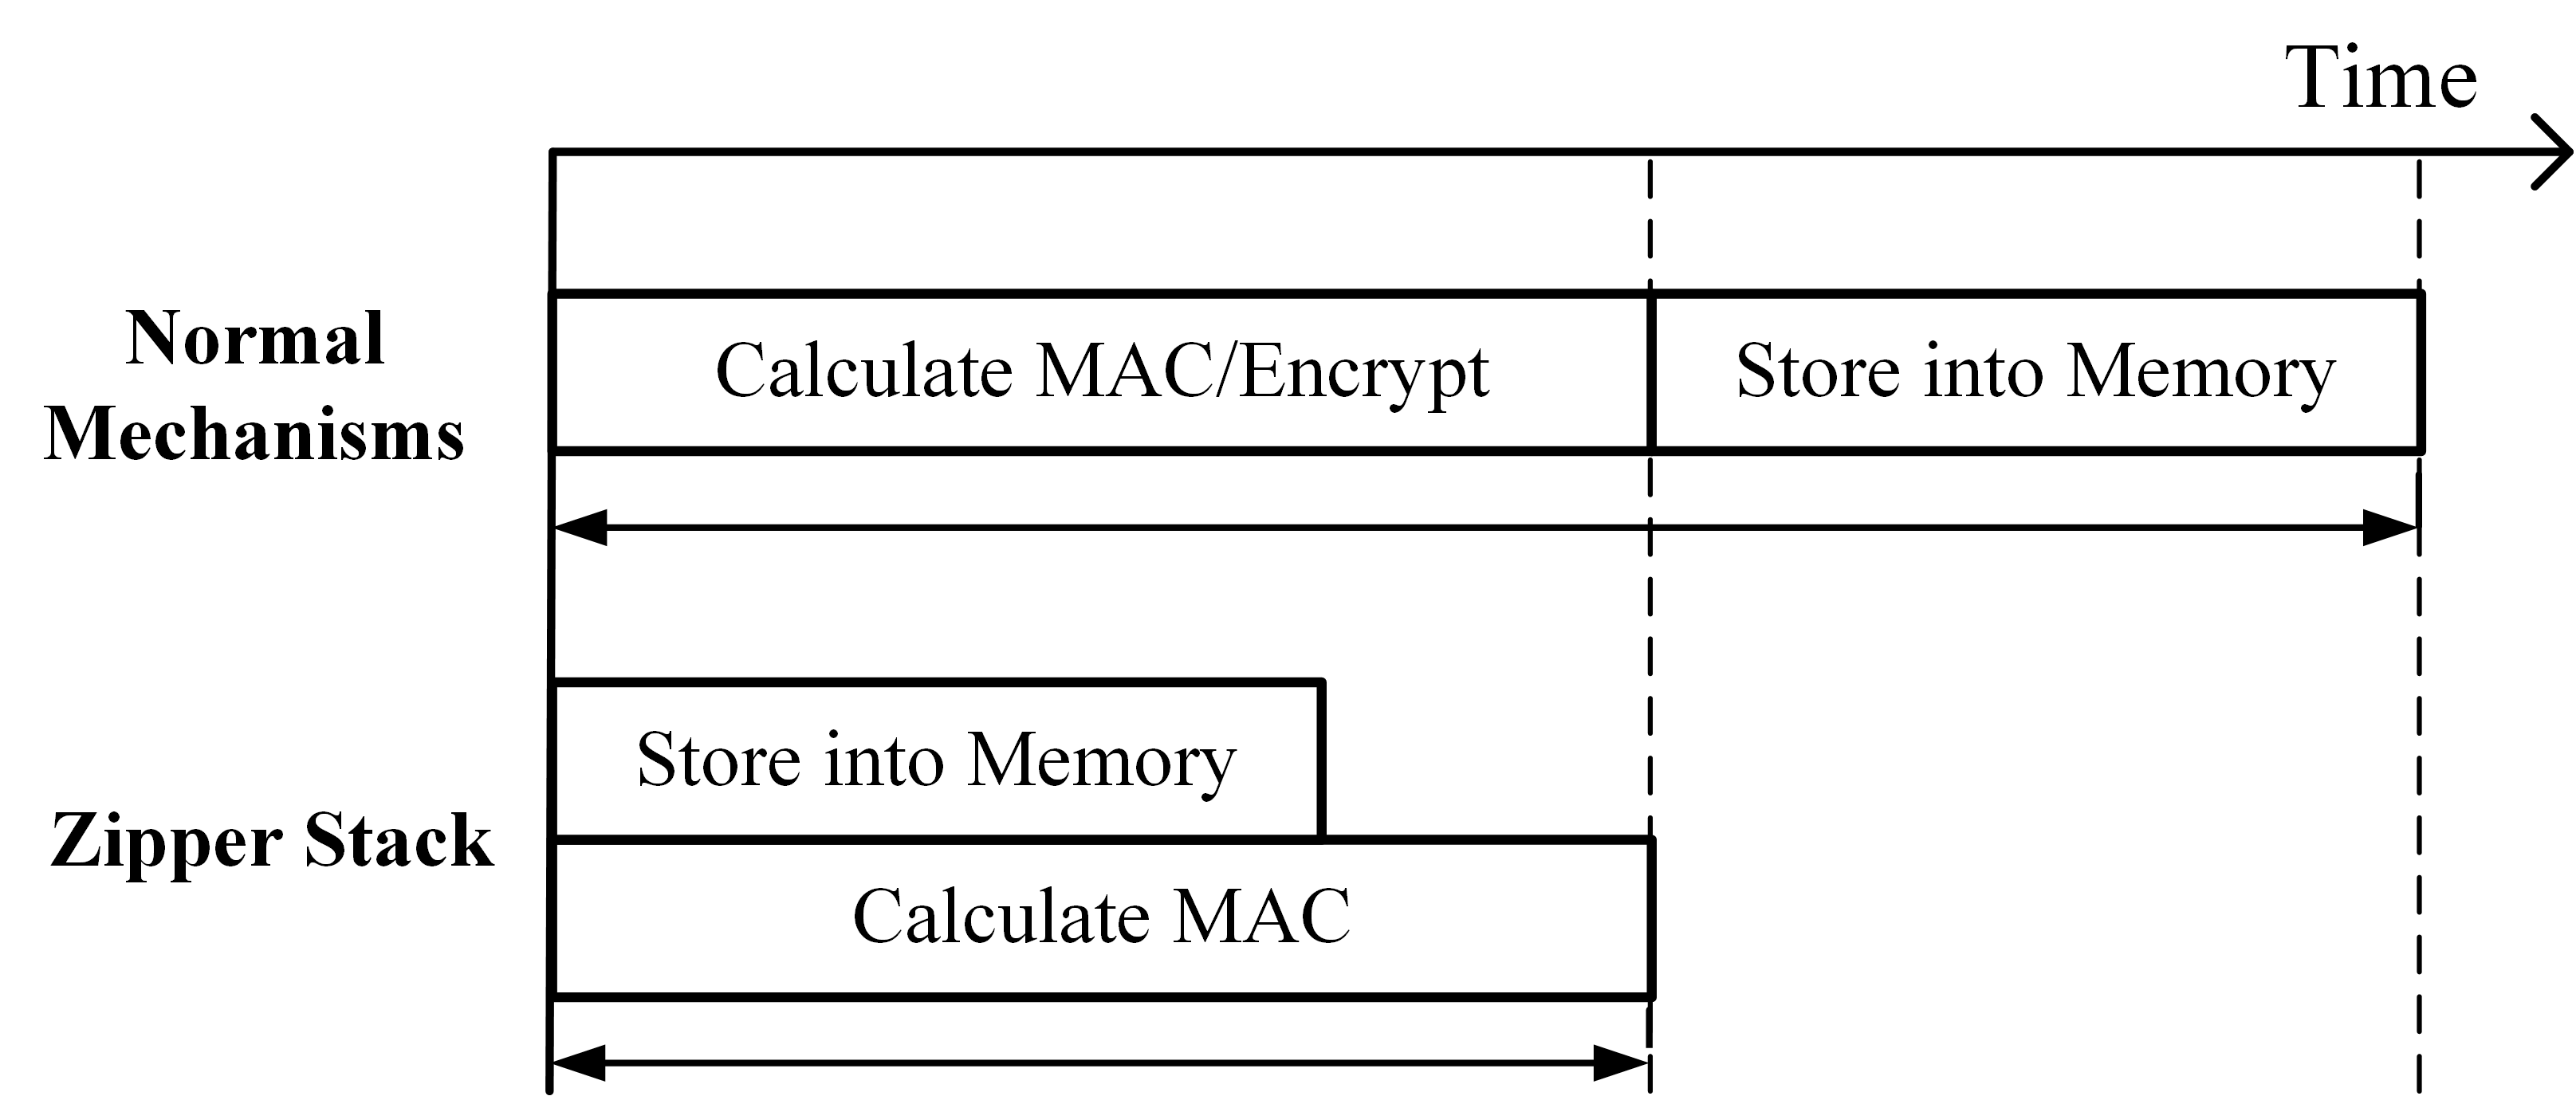 Time
Normal
Mechanisms
Calculate MAC/Encrypt
Store into Memory
Zipper Stack
Store into Memory
Calculate MAC